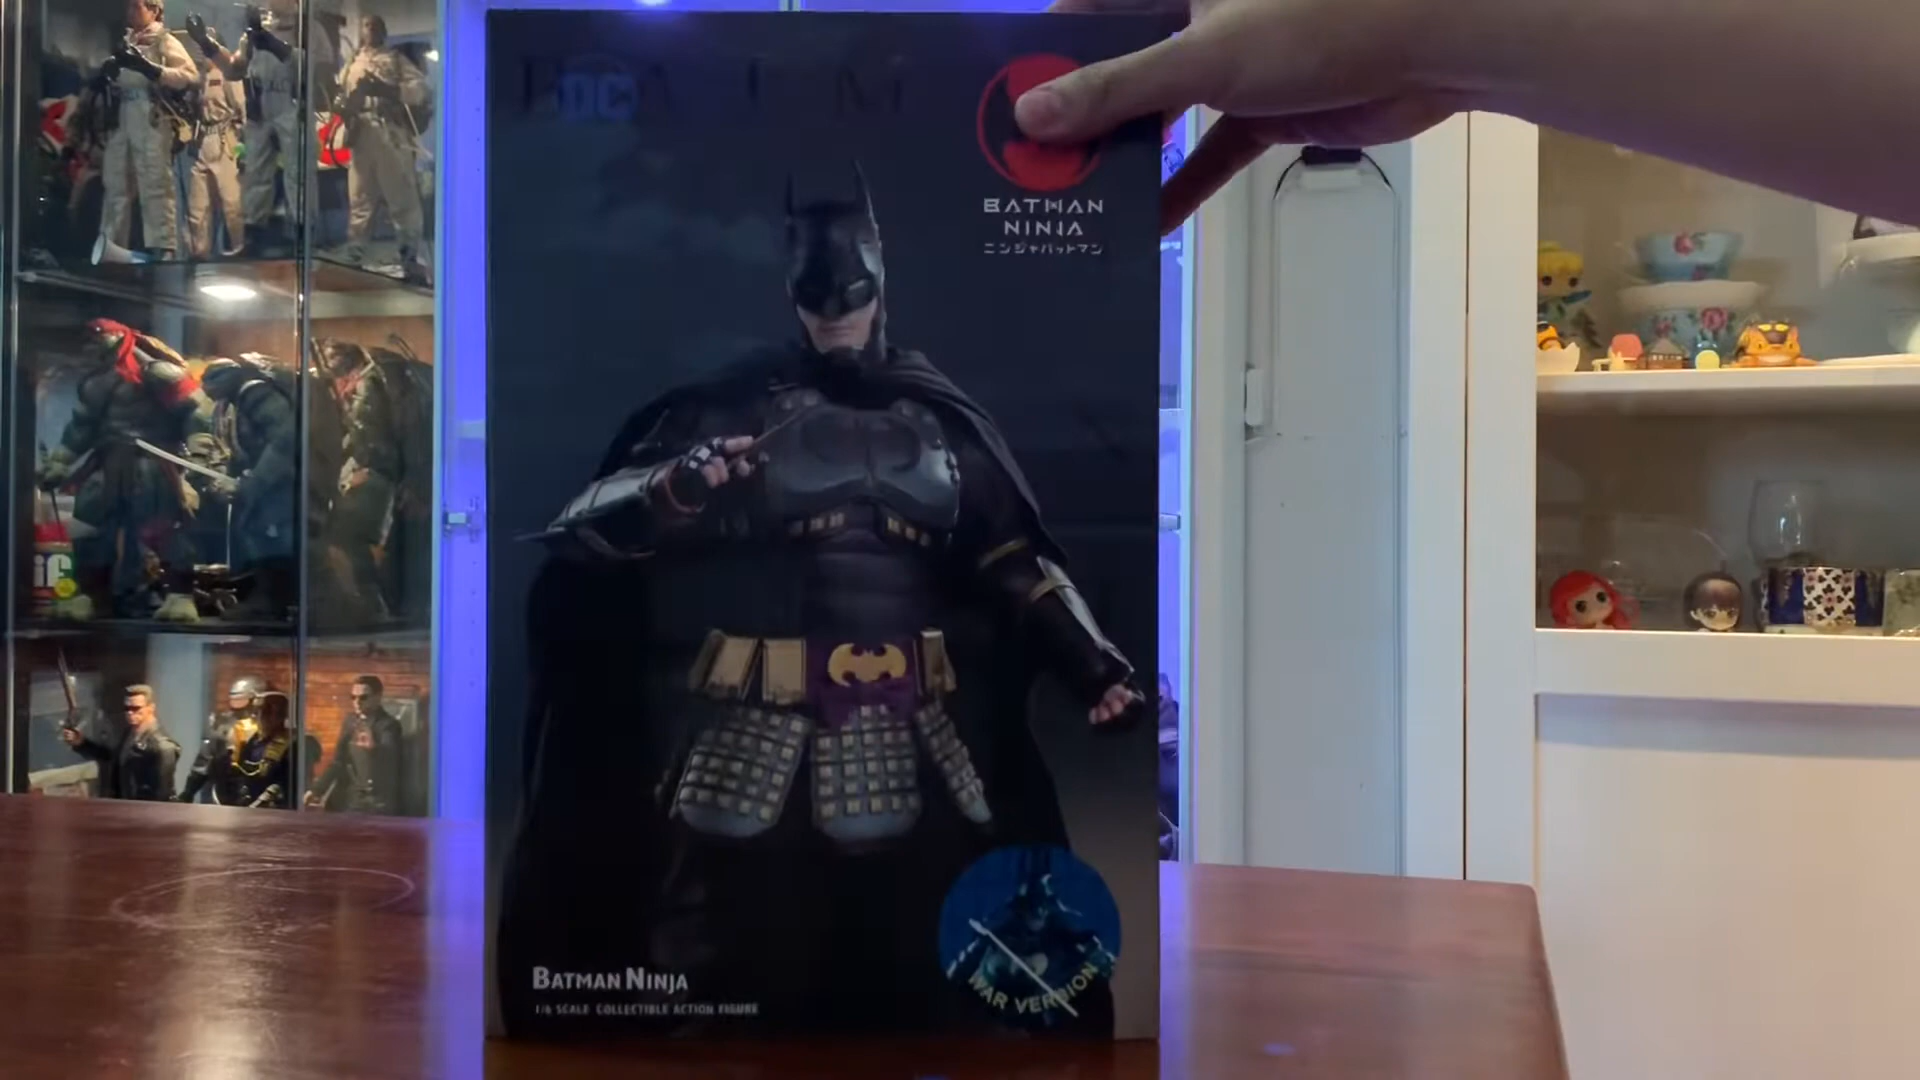 DC
BATMAN
NINJA
ニンジャバットマン
WAR VERSION
BATMAN NINJA
1/6 SCALE COLLECTIBLE ACTION FIGURE